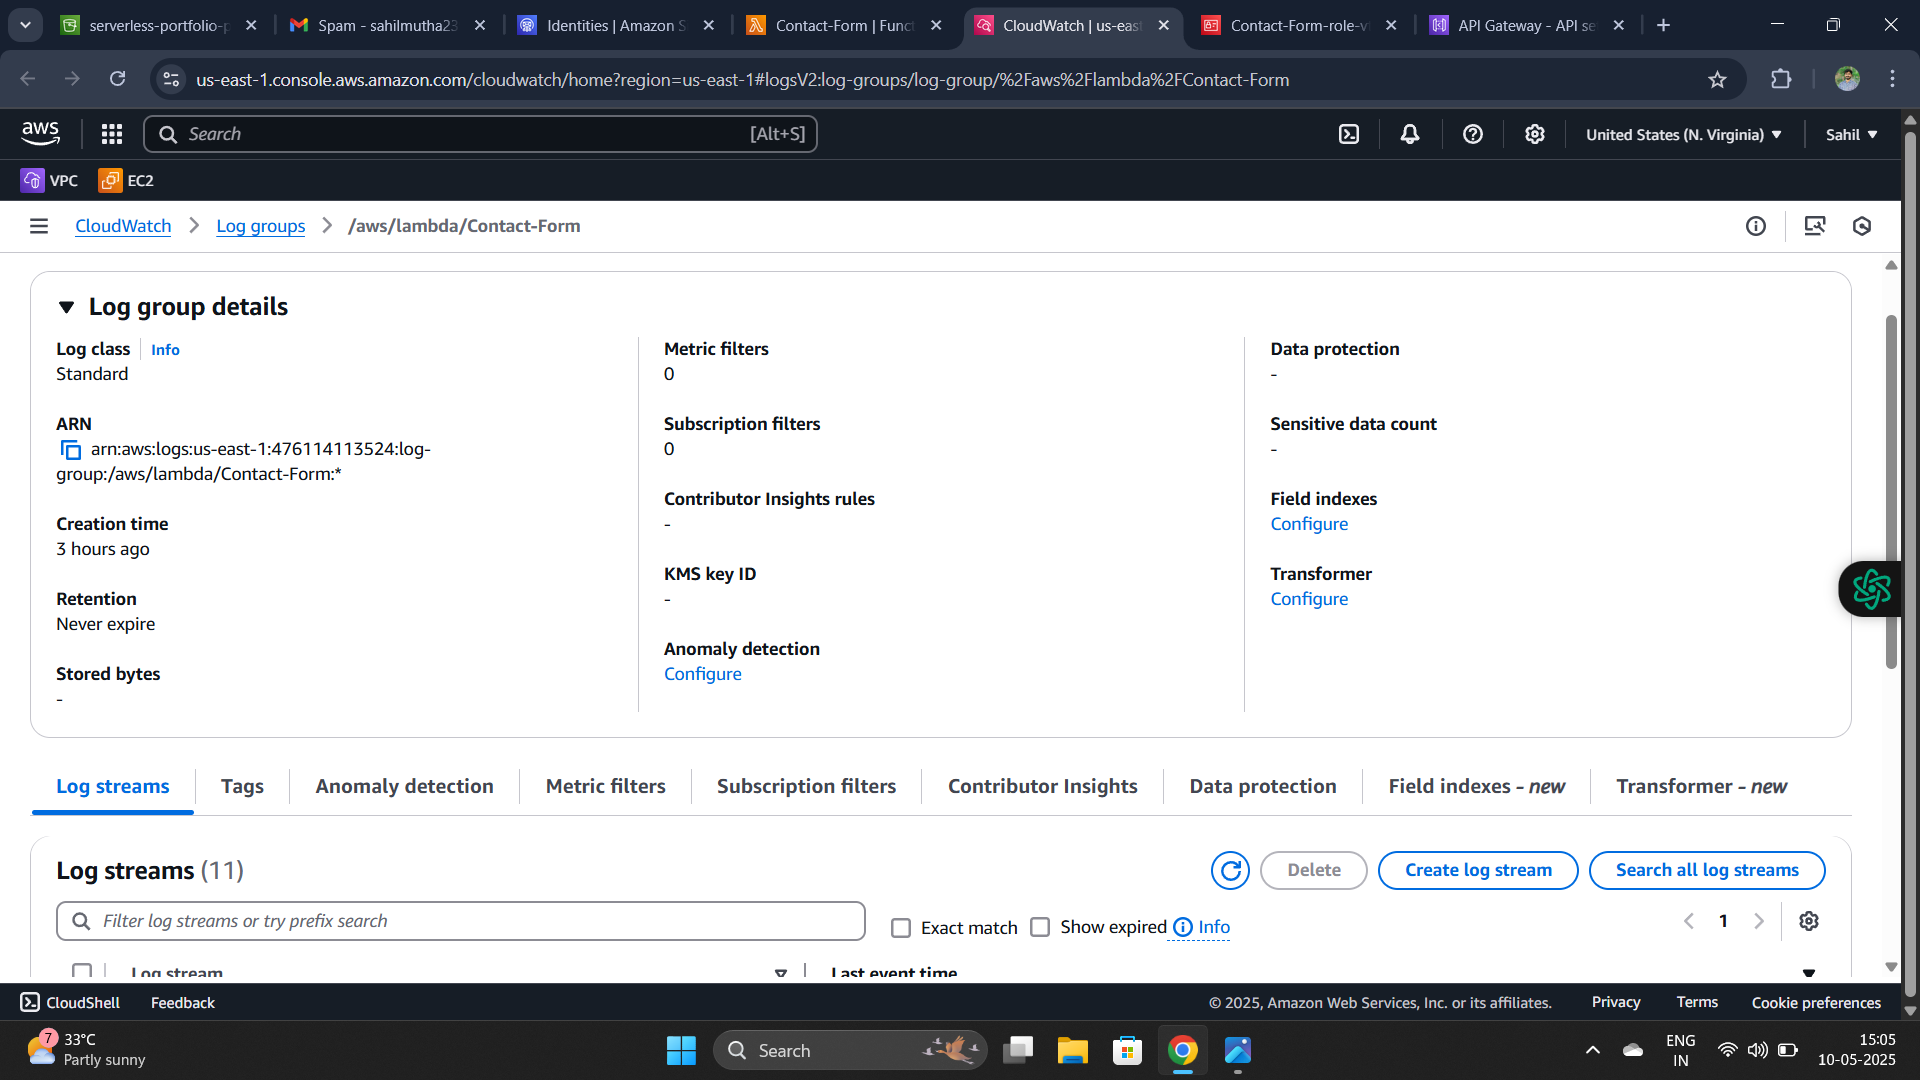 serverless-portfolio-p
Spam - sahilmutha23
Identities | Amazon S
Contact-Form | Funct
CloudWatch | us-east
Contact-Form-role-v
API Gateway - API se
us-east-1.console.aws.amazon.com/cloudwatch/home?region=us-east-1#logsV2:log-groups/log-group/%2Faws%2Flambda%2FContact-Form
aws
Search
[Alt+S]
United States (N. Virginia)
Sahil
VPC
EC2
CloudWatch
Log groups
/aws/lambda/Contact-Form
Log group details
Log class
Info
Standard
ARN
arn:aws:logs:us-east-1:476114113524:log-
group:/aws/lambda/Contact-Form:*
Creation time
3 hours ago
Retention
Never expire
Stored bytes
-
Metric filters
0
Subscription filters
0
Contributor Insights rules
-
KMS key ID
-
Anomaly detection
Configure
Data protection
-
Sensitive data count
-
Field indexes
Configure
Transformer
Configure
Log streams
Tags
Anomaly detection
Metric filters
Subscription filters
Contributor Insights
Data protection
Field indexes - new
Transformer - new
Log streams (11)
Delete
Create log stream
Search all log streams
Filter log streams or try prefix search
Exact match
Show expired
Info
1
Log stream
Last event time
CloudShell
Feedback
© 2025, Amazon Web Services, Inc. or its affiliates.
Privacy
Terms
Cookie preferences
7
33°C
Partly sunny
Search
ENG
IN
15:05
10-05-2025